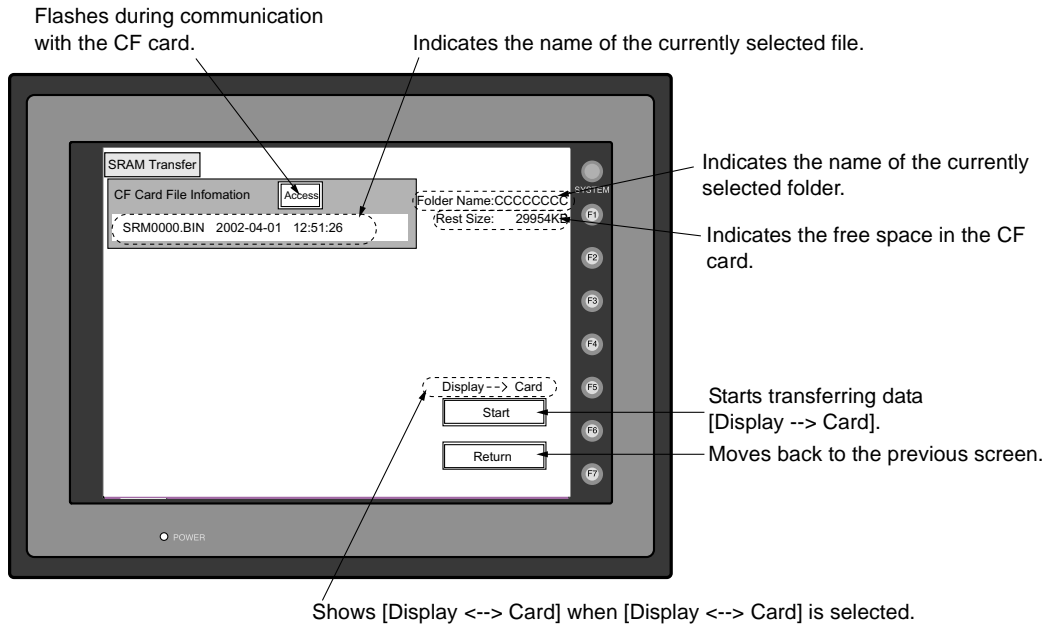 Flashes during communication
with the CF card.
Indicates the name of the currently selected file.
SRAM Transfer
CF Card File Infomation
Access
Folder Name:CCCCCCCC
Rest Size: 29954KB
SRM0000.BIN 2002-04-01 12:51:26
SYSTEM
F1
F2
F3
F4
F5
F6
F7
Indicates the name of the currently
selected folder.
Indicates the free space in the CF
card.
Display--> Card
Start
Return
Starts transferring data
[Display --> Card].
Moves back to the previous screen.
POWER
Shows [Display <--> Card] when [Display <--> Card] is selected.